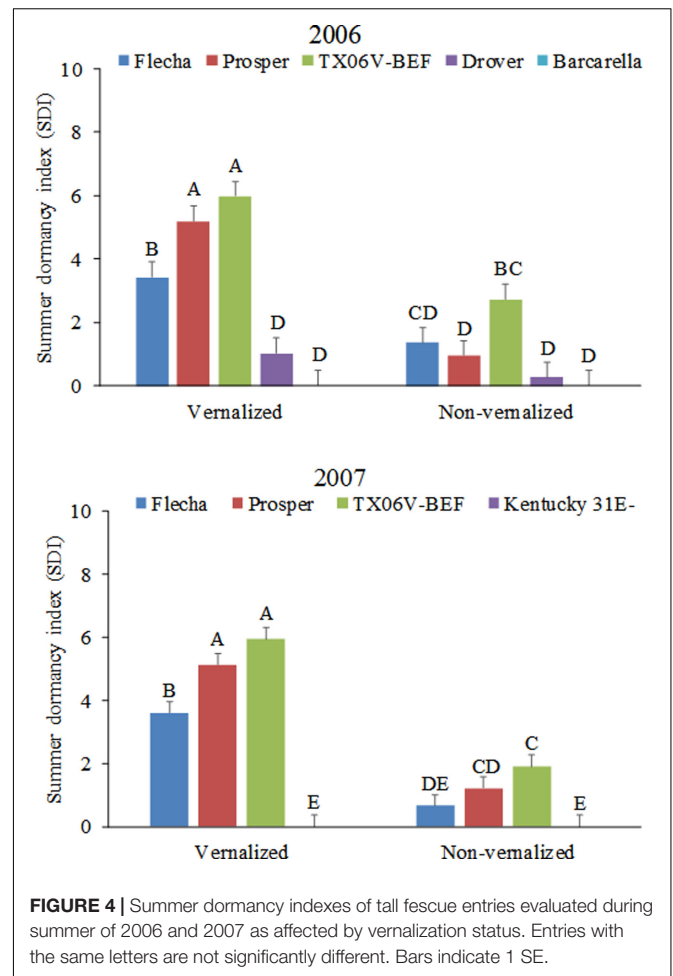 2006
Flecha Prosper TX06V-BEF Drover Barcarella
Summer dormancy index (SDI)
10
8
6
4
2
0
B A A D D
CD D BC D D
Vernalized Non-vernalized
2007
Flecha Prosper TX06V-BEF Kentucky 31E-
Summer dormancy index (SDI)
10
8
6
4
2
0
B A A E
DE CD C E
Vernalized Non-vernalized
FIGURE 4 | Summer dormancy indexes of tall fescue entries evaluated during
summer of 2006 and 2007 as affected by vernalization status. Entries with
the same letters are not significantly different. Bars indicate 1 SE.